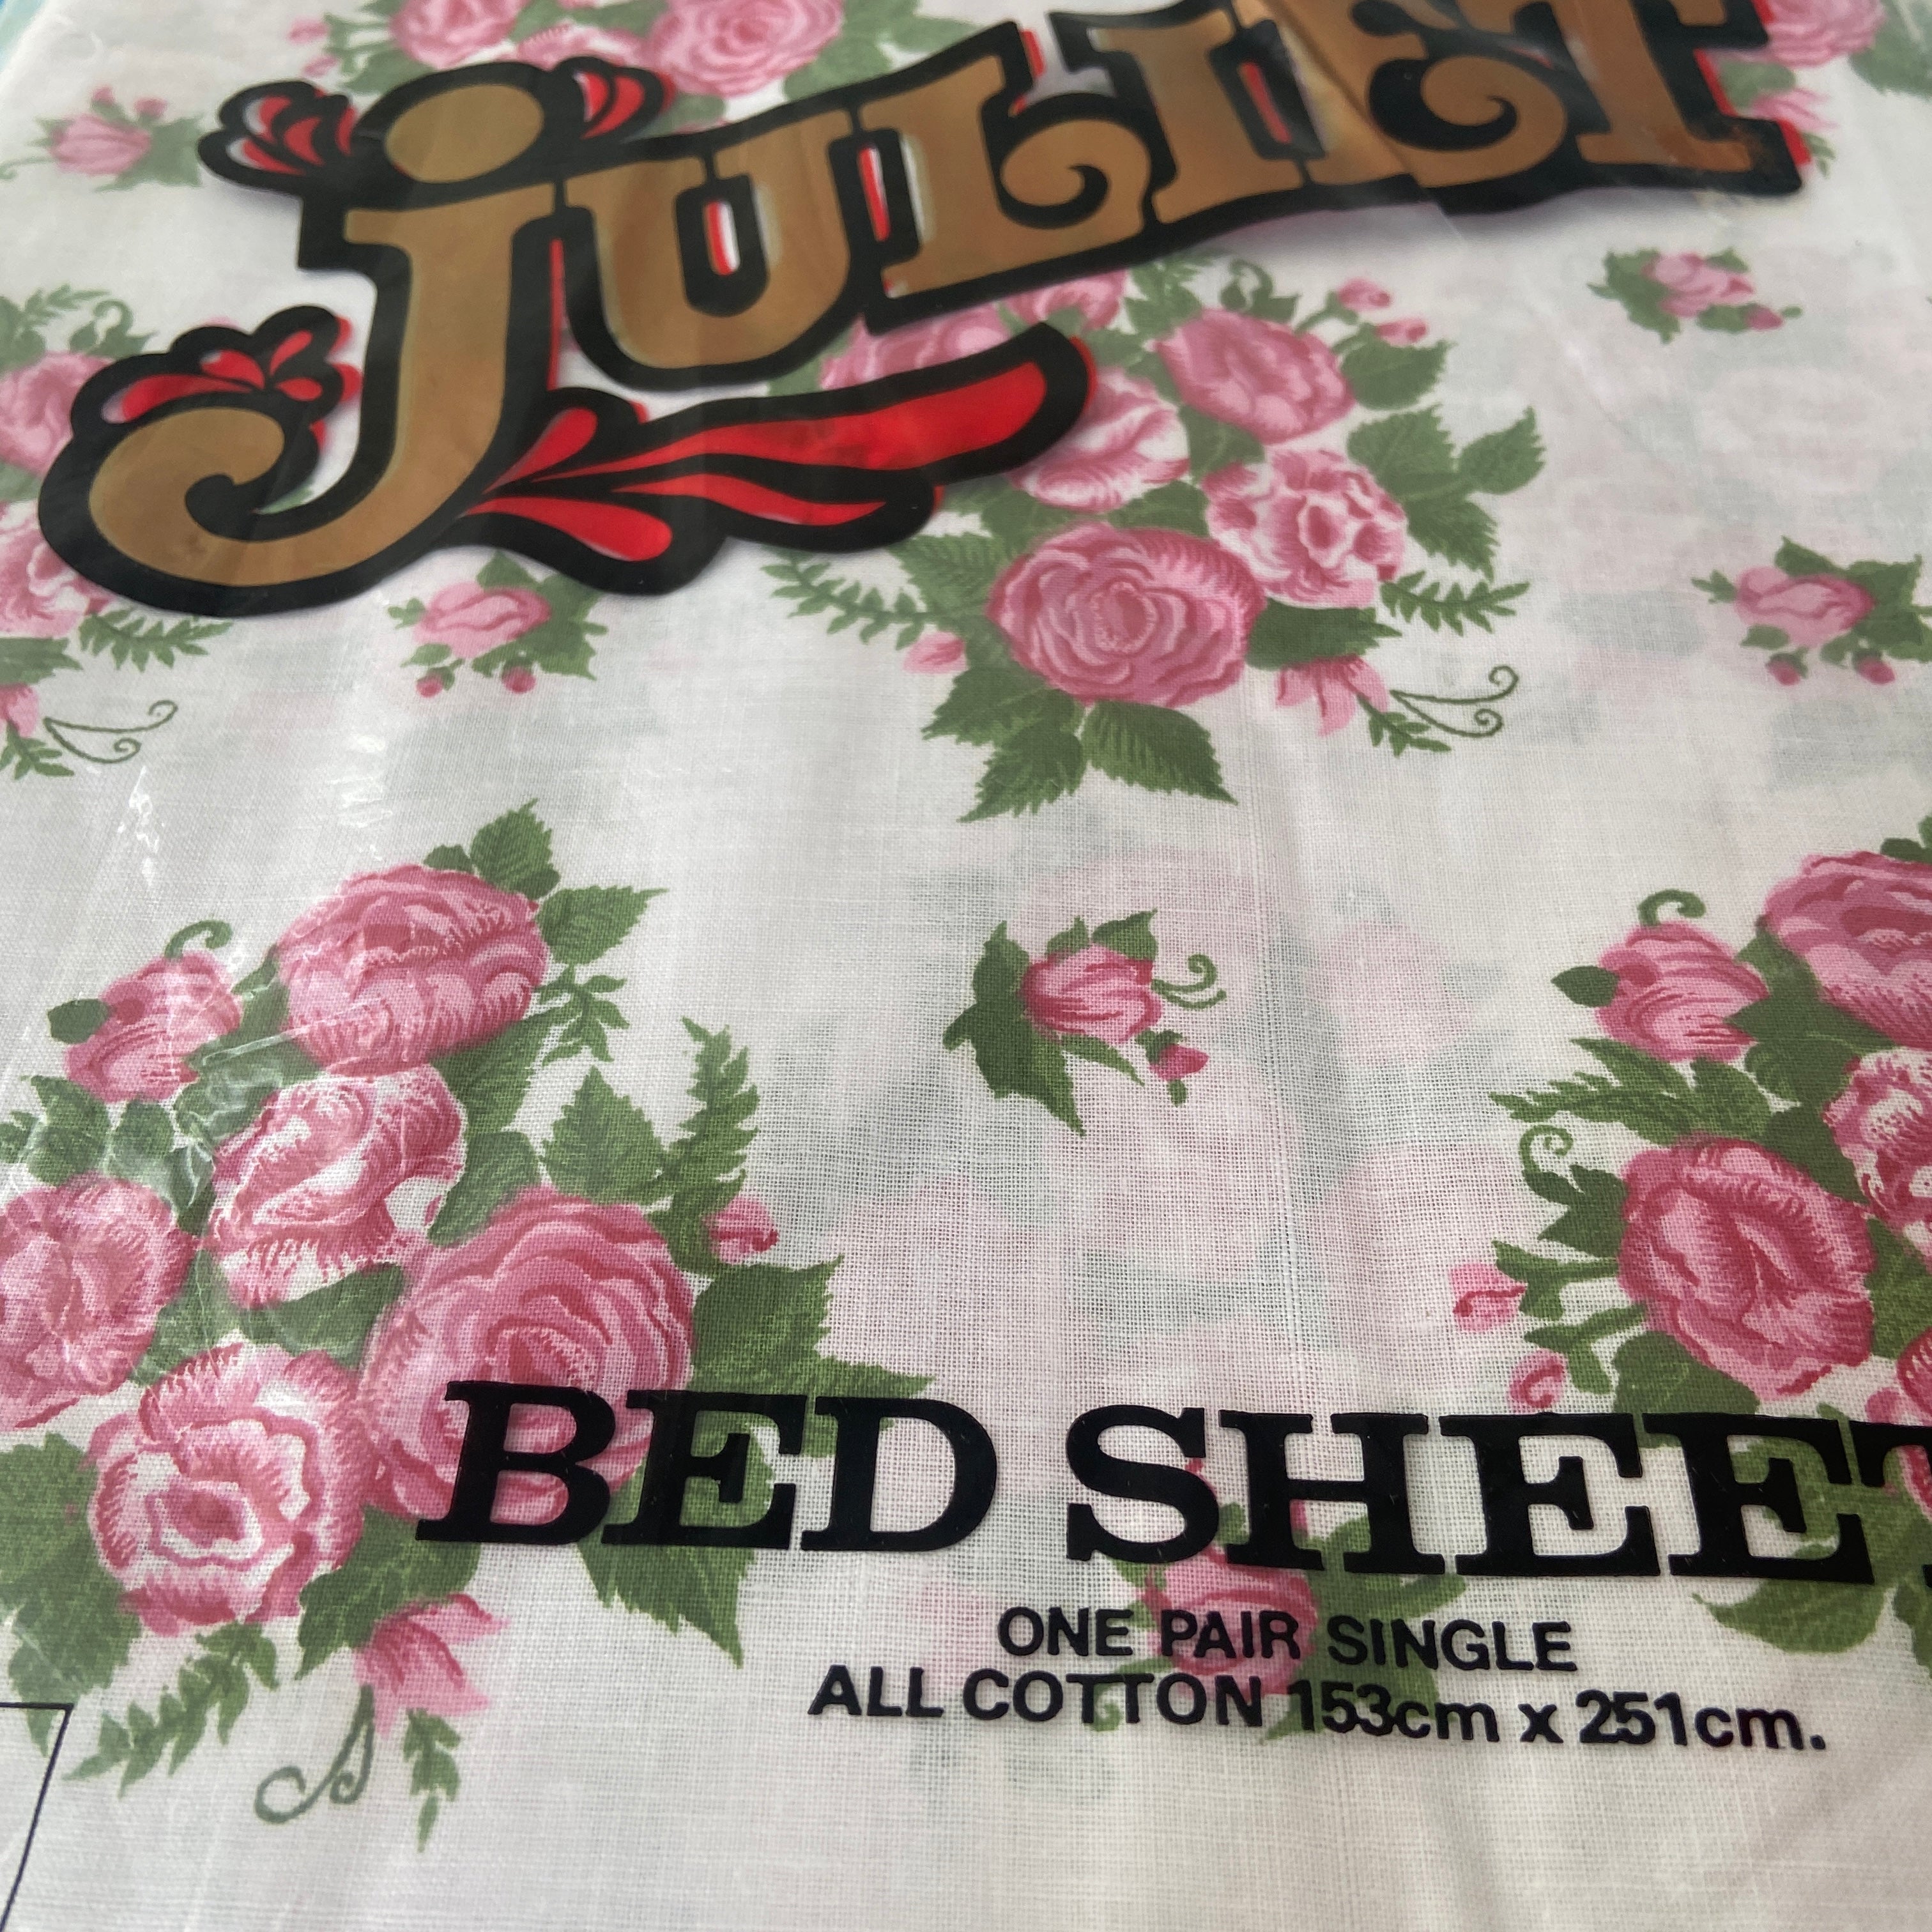 JULIET
BED SHEET
ONE PAIR SINGLE
ALL COTTON 153cm x 251cm.